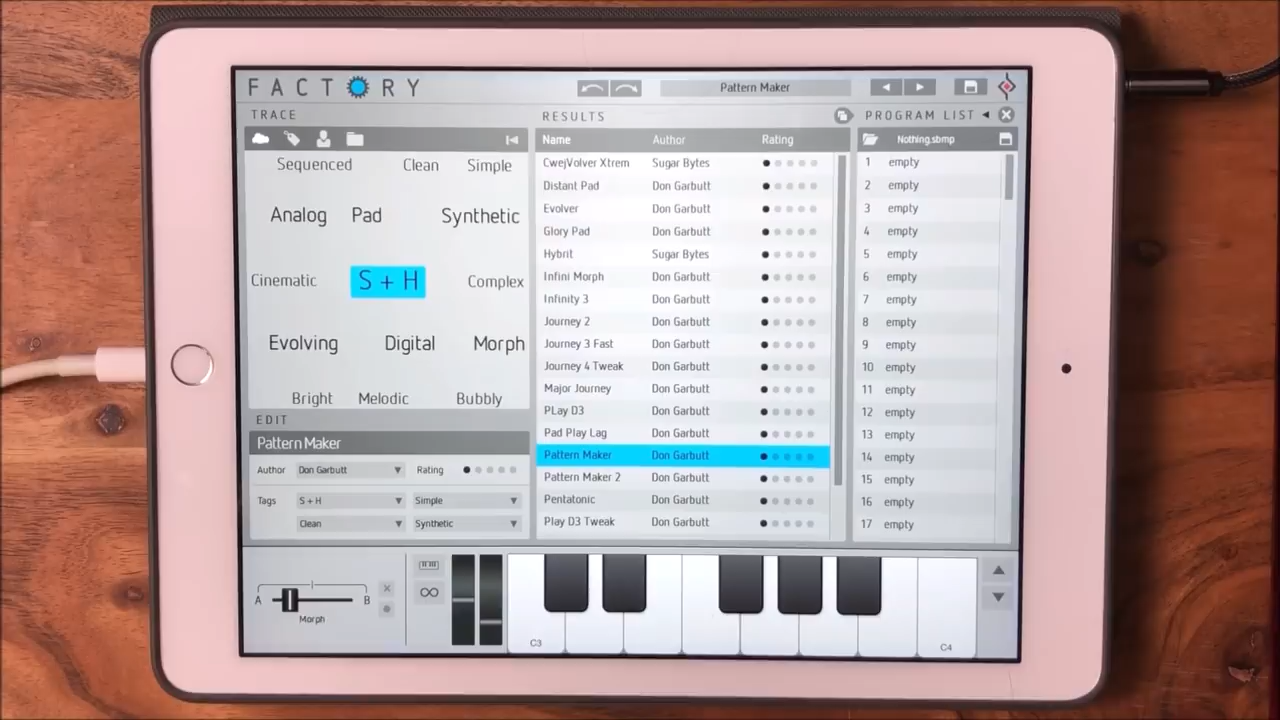 FACTORY
Pattern Maker
TRACE
RESULTS
PROGRAM LIST
Sequenced Clean Simple
Analog Pad Synthetic
Cinematic S + H Complex
Evolving Digital Morph
Bright Melodic Bubbly
EDIT
Pattern Maker
Author Don Garbutt Rating
Tags S + H Simple
Clean Synthetic
Name Author Rating
CwejVolver Xtrem Sugar Bytes
Distant Pad Don Garbutt
Evolver Don Garbutt
Glory Pad Don Garbutt
Hybrit Sugar Bytes
Infini Morph Don Garbutt
Infinity 3 Don Garbutt
Journey 2 Don Garbutt
Journey 3 Fast Don Garbutt
Journey 4 Tweak Don Garbutt
Major Journey Don Garbutt
PLay D3 Don Garbutt
Pad Play Lag Don Garbutt
Pattern Maker Don Garbutt
Pattern Maker 2 Don Garbutt
Pentatonic Don Garbutt
Play D3 Tweak Don Garbutt
Nothing.sbmp
1 empty
2 empty
3 empty
4 empty
5 empty
6 empty
7 empty
8 empty
9 empty
10 empty
11 empty
12 empty
13 empty
14 empty
15 empty
16 empty
17 empty
A B
Morph
C3
C4